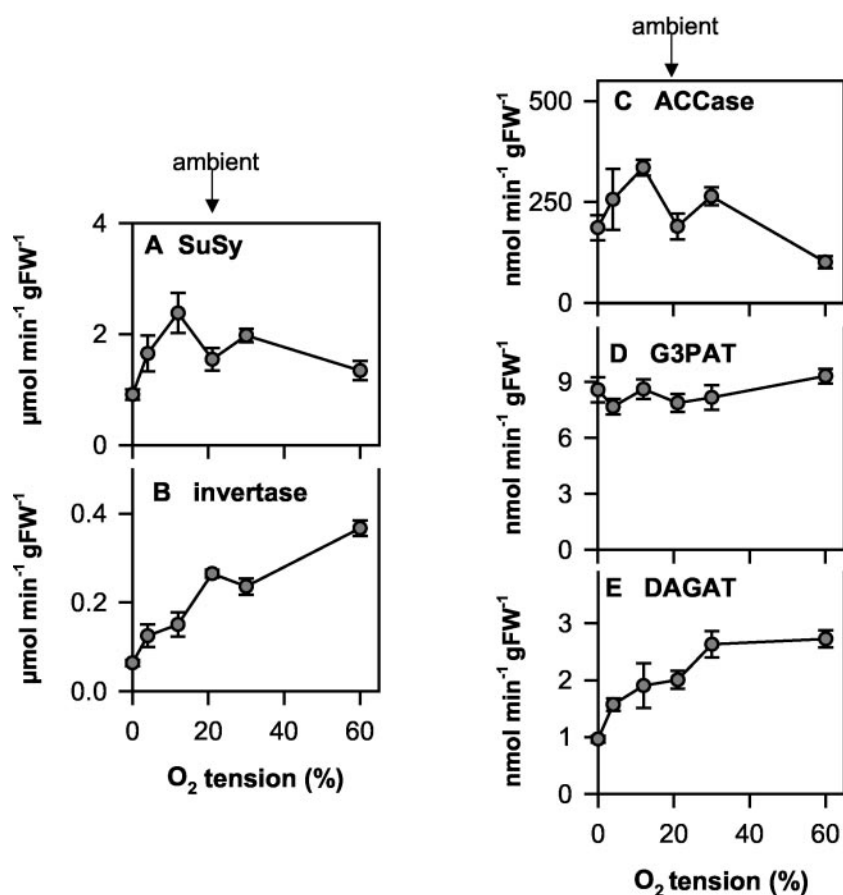 ambient
A SuSy
4
2
0
µmol min-1 gFW-1
B invertase
0.4
0.2
0.0
µmol min-1 gFW-1
0 20 40 60
O2 tension (%)
ambient
C ACCase
500
250
0
nmol min-1 gFW-1
D G3PAT
9
6
3
0
nmol min-1 gFW-1
E DAGAT
3
2
1
0
nmol min-1 gFW-1
0 20 40 60
O2 tension (%)